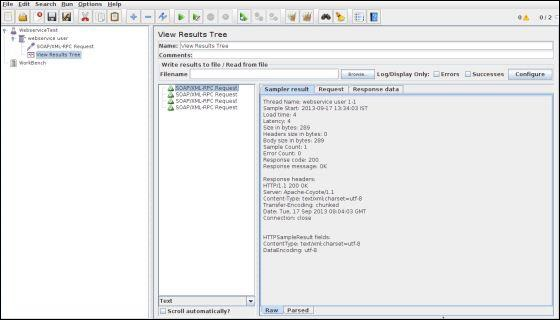 File Edit Search Run Options Help
0
0 / 2
WebserviceTest
webservice user
SOAP/XML-RPC Request
View Results Tree
WorkBench
View Results Tree
Name: View Results Tree
Comments:
Write results to file / Read from file
Filename
Browse...
Log/Display Only:
Errors
Successes
Configure
SOAP/XML-RPC Request
SOAP/XML-RPC Request
SOAP/XML-RPC Request
SOAP/XML-RPC Request
Text
Scroll automatically?
Sampler result
Request
Response data
Thread Name: webservice user 1-1
Sample Start: 2013-09-17 13:34:03 IST
Load time: 4
Latency: 4
Size in bytes: 289
Headers size in bytes: 0
Body size in bytes: 289
Sample Count: 1
Error Count: 0
Response code: 200
Response message: OK
Response headers:
HTTP/1.1 200 OK
Server: Apache-Coyote/1.1
Content-Type: text/xml;charset=utf-8
Transfer-Encoding: chunked
Date: Tue, 17 Sep 2013 08:04:03 GMT
Connection: close
HTTPSampleResult fields:
ContentType: text/xml;charset=utf-8
DataEncoding: utf-8
Raw
Parsed